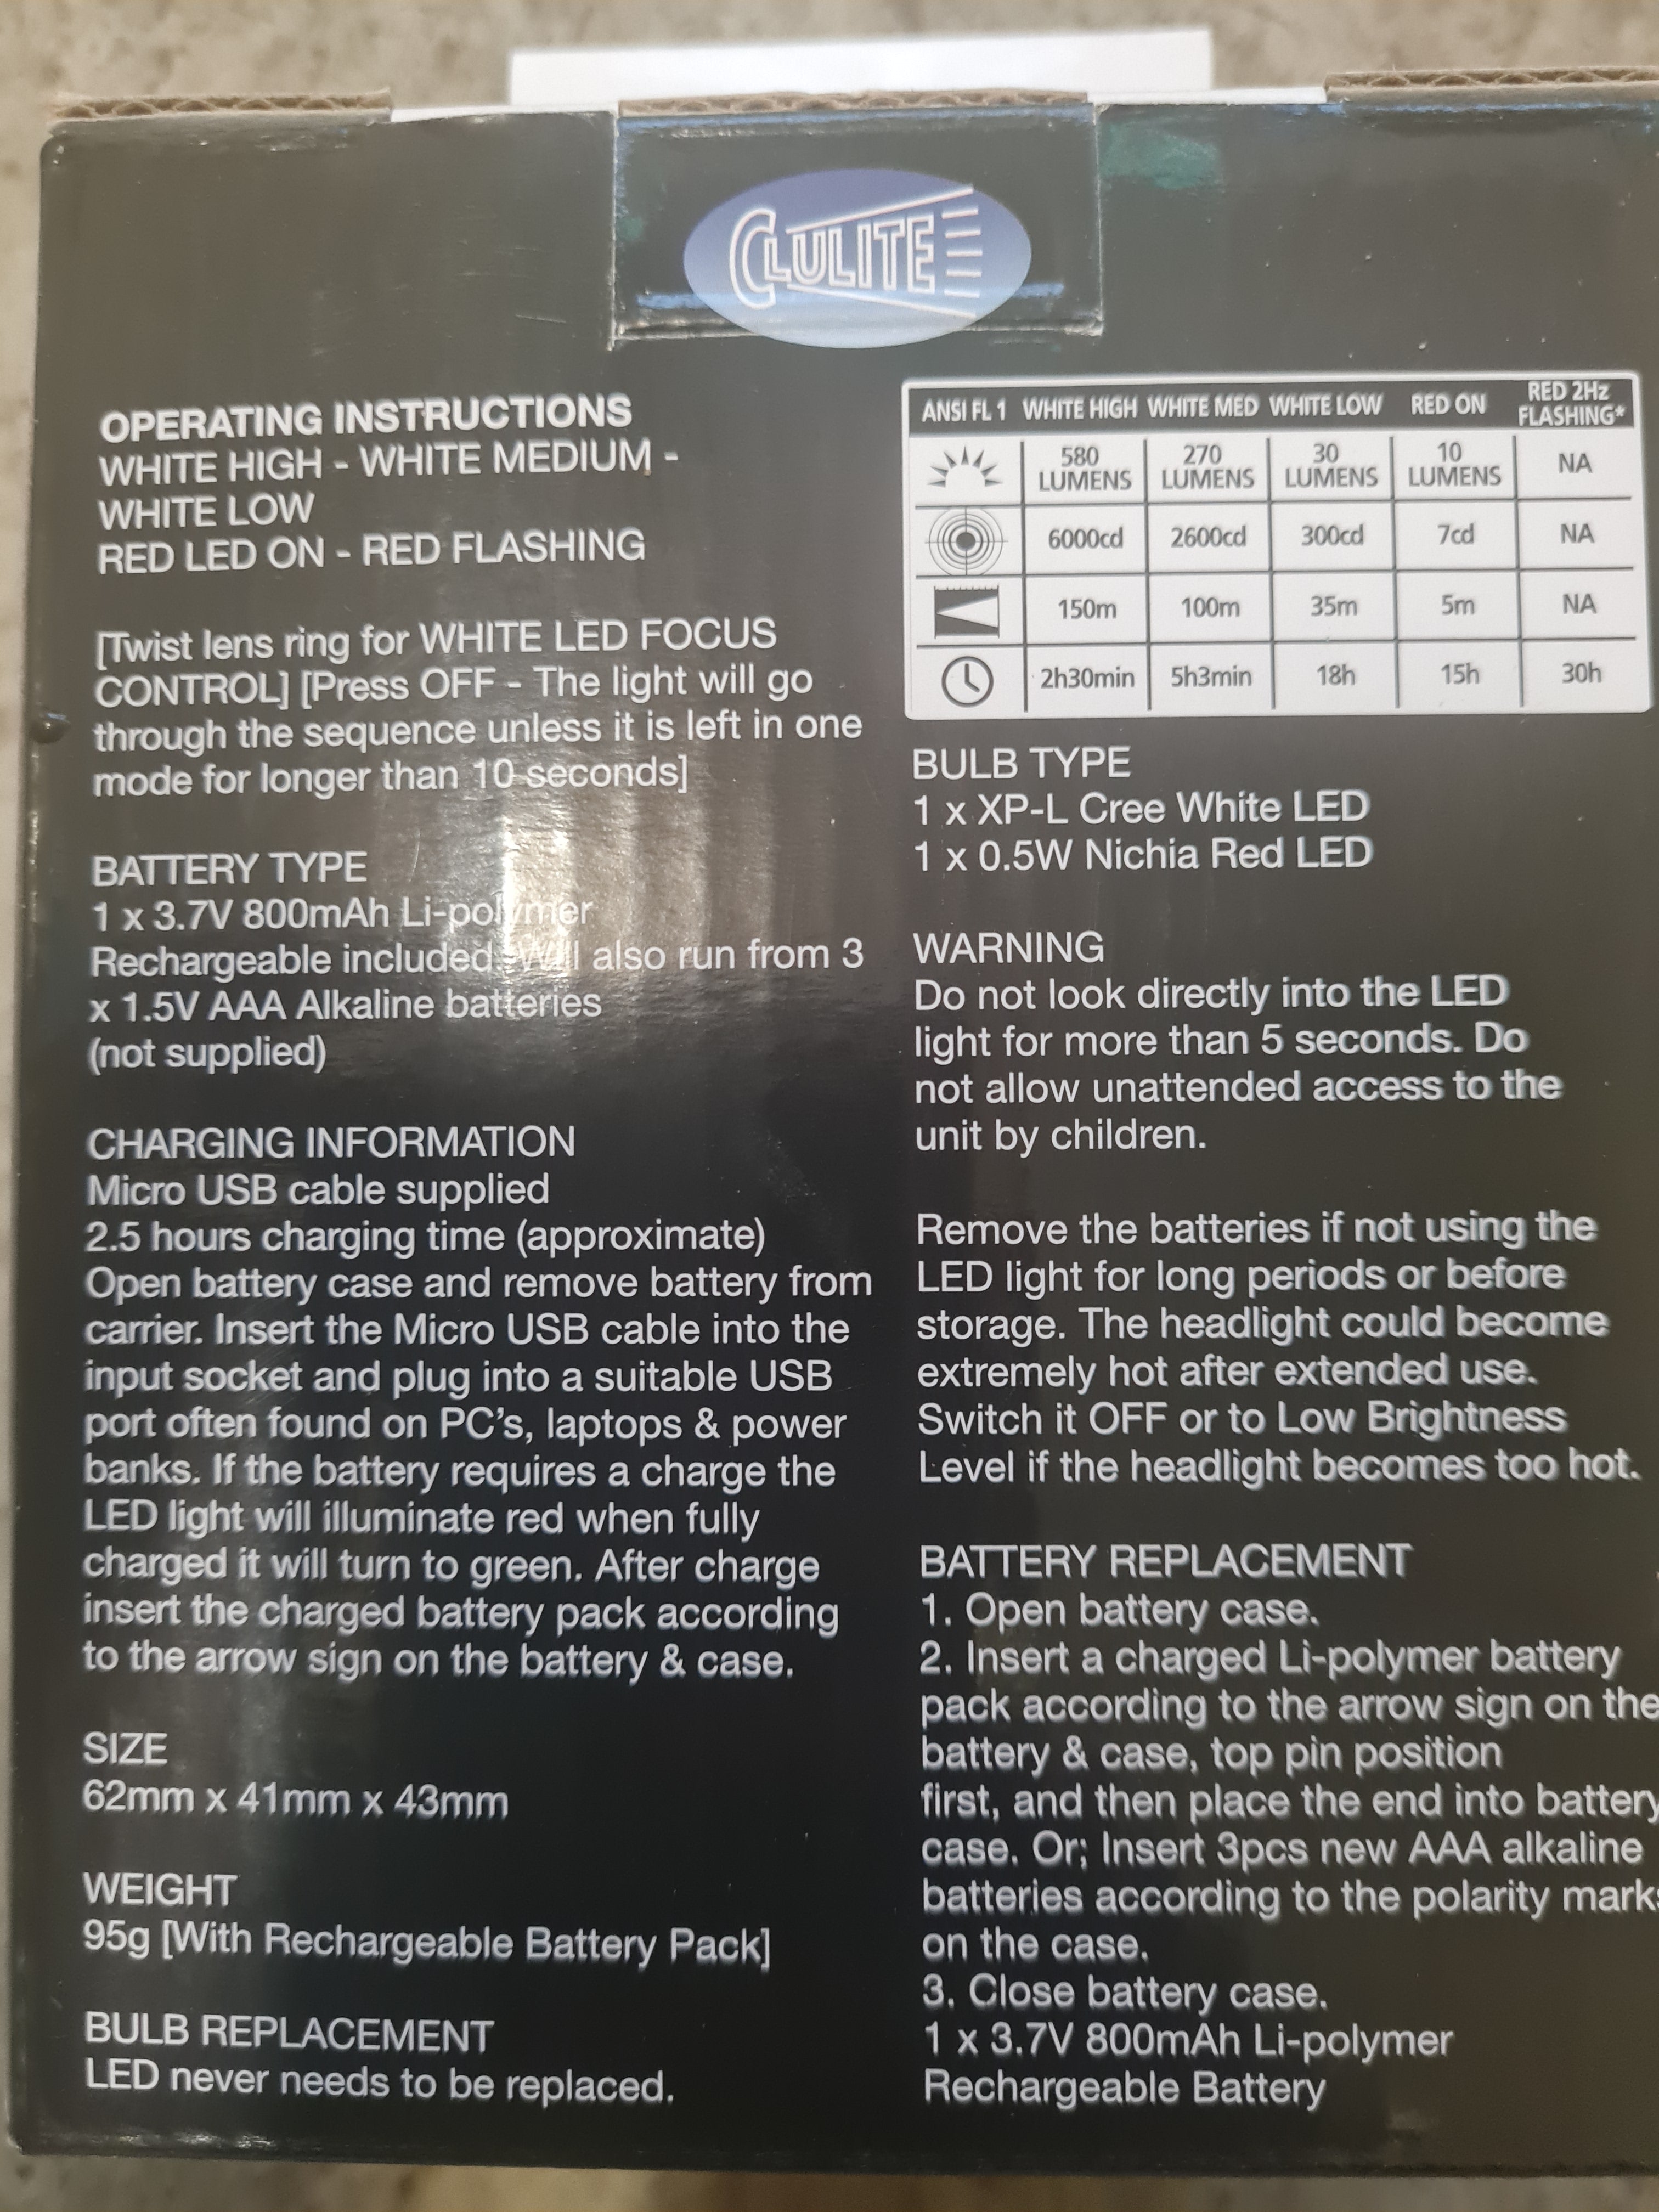 CLULITE
OPERATING INSTRUCTIONS
WHITE HIGH - WHITE MEDIUM -
WHITE LOW
RED LED ON - RED FLASHING
[Twist lens ring for WHITE LED FOCUS
CONTROL] [Press OFF - The light will go
through the sequence unless it is left in one
mode for longer than 10 seconds]
BATTERY TYPE
1 x 3.7V 800mAh Li-polymer
Rechargeable included. Will also run from 3
x 1.5V AAA Alkaline batteries
(not supplied)
CHARGING INFORMATION
Micro USB cable supplied
2.5 hours charging time (approximate)
Open battery case and remove battery from
carrier. Insert the Micro USB cable into the
input socket and plug into a suitable USB
port often found on PC's, laptops & power
banks. If the battery requires a charge the
LED light will illuminate red when fully
charged it will turn to green. After charge
insert the charged battery pack according
to the arrow sign on the battery & case.
SIZE
62mm x 41mm x 43mm
WEIGHT
95g [With Rechargeable Battery Pack]
BULB REPLACEMENT
LED never needs to be replaced.
ANSI FL 1 WHITE HIGH WHITE MED WHITE LOW RED ON RED 2Hz FLASHING*
580 LUMENS 270 LUMENS 30 LUMENS 10 LUMENS NA
6000cd 2600cd 300cd 7cd NA
150m 100m 35m 5m NA
2h30min 5h3min 18h 15h 30h
BULB TYPE
1 x XP-L Cree White LED
1 x 0.5W Nichia Red LED
WARNING
Do not look directly into the LED
light for more than 5 seconds. Do
not allow unattended access to the
unit by children.
Remove the batteries if not using the
LED light for long periods or before
storage. The headlight could become
extremely hot after extended use.
Switch it OFF or to Low Brightness
Level if the headlight becomes too hot.
BATTERY REPLACEMENT
1. Open battery case.
2. Insert a charged Li-polymer battery
pack according to the arrow sign on the
battery & case, top pin position
first, and then place the end into battery
case. Or; Insert 3pcs new AAA alkaline
batteries according to the polarity marks
on the case.
3. Close battery case.
1 x 3.7V 800mAh Li-polymer
Rechargeable Battery